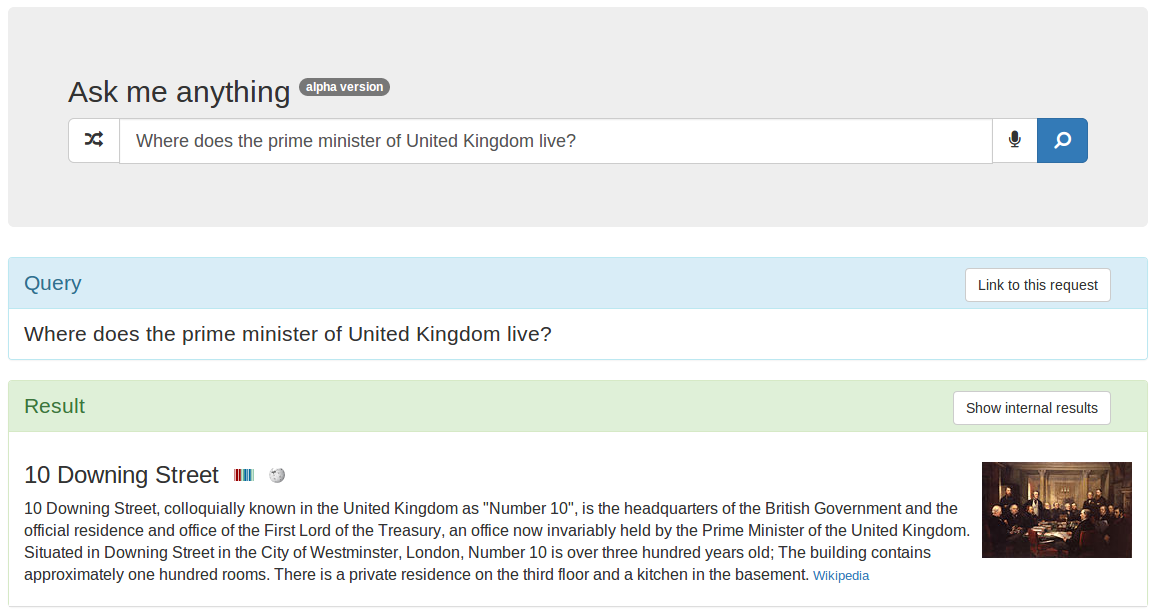 Ask me anything alpha version
Where does the prime minister of United Kingdom live?
Query
Link to this request
Where does the prime minister of United Kingdom live?
Result
Show internal results
10 Downing Street
10 Downing Street, colloquially known in the United Kingdom as "Number 10", is the headquarters of the British Government and the
official residence and office of the First Lord of the Treasury, an office now invariably held by the Prime Minister of the United Kingdom.
Situated in Downing Street in the City of Westminster, London, Number 10 is over three hundred years old; The building contains
approximately one hundred rooms. There is a private residence on the third floor and a kitchen in the basement. Wikipedia